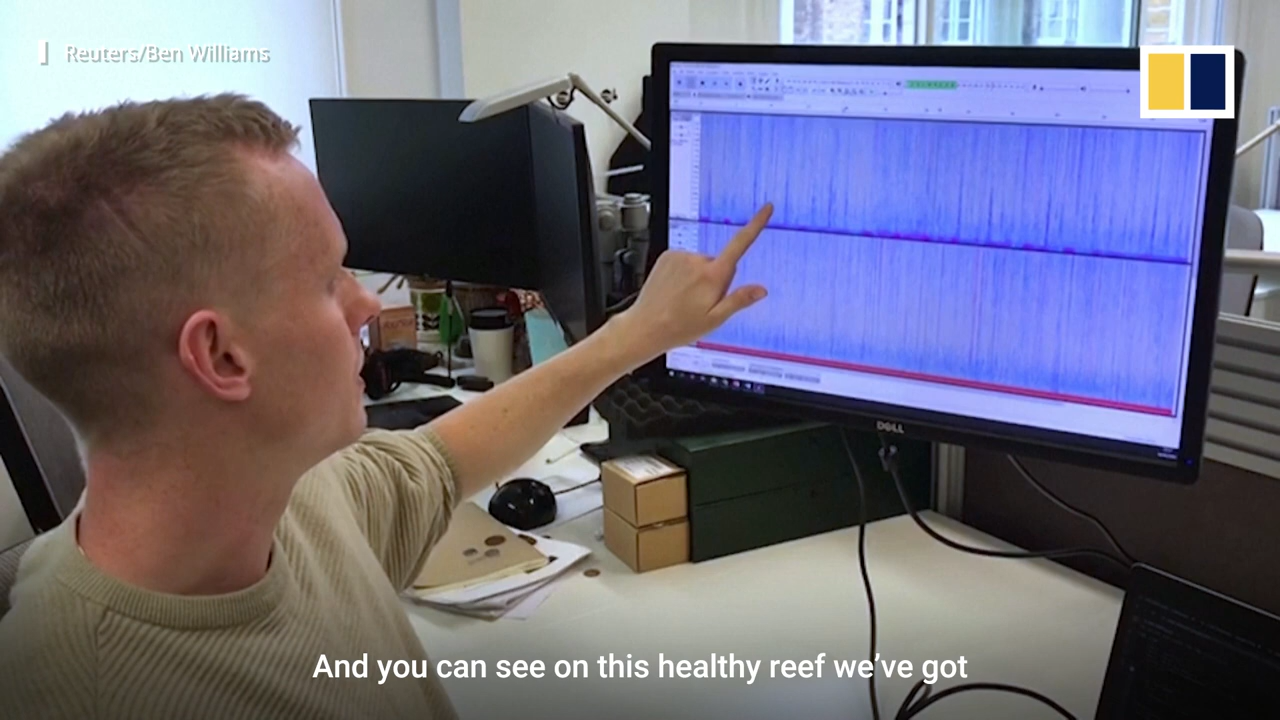 Reuters/Ben Williams
DELL
And you can see on this healthy reef we've got